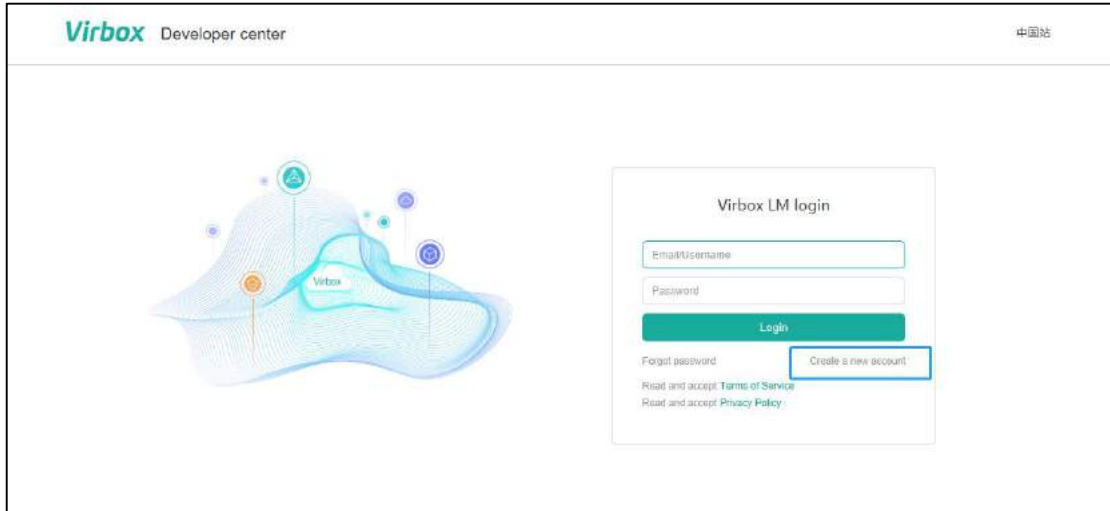 Virbox Developer center
中国站
Virbox
Virbox LM login
Email/Username
Password
Login
Forgot password Create a new account
Read and accept Terms of Service
Read and accept Privacy Policy